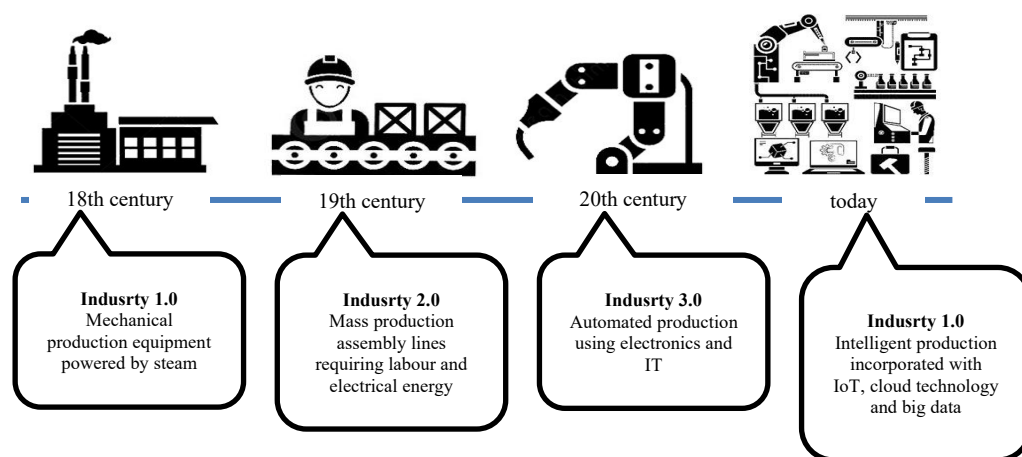 18th century
19th century
20th century
today
Indusrty 1.0
Mechanical
production equipment
powered by steam
Indusrty 2.0
Mass production
assembly lines
requiring labour and
electrical energy
Indusrty 3.0
Automated production
using electronics and
IT
Indusrty 1.0
Intelligent production
incorporated with
IoT, cloud technology
and big data